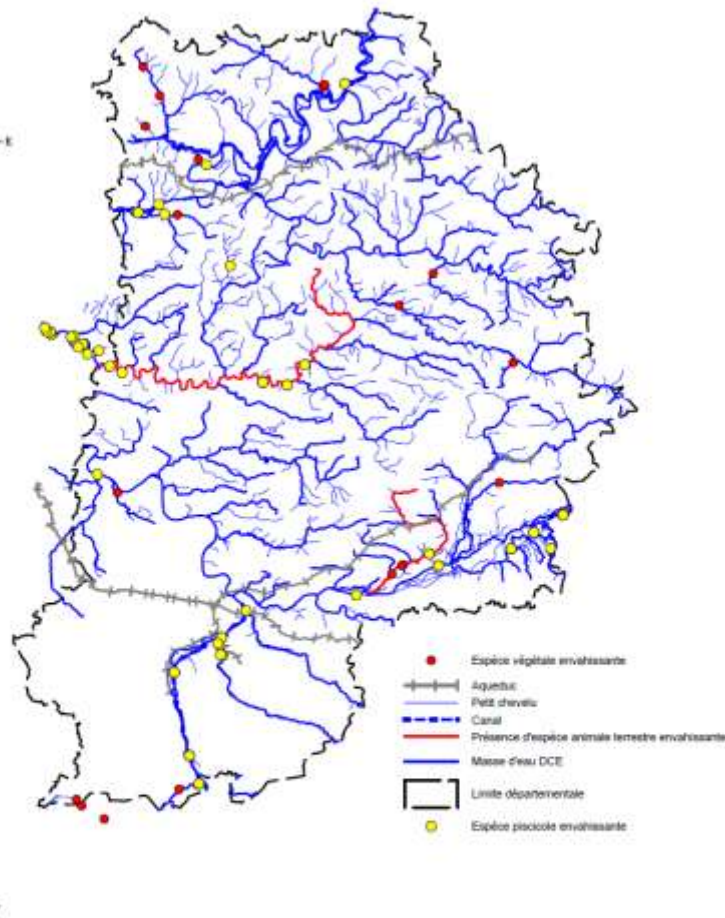 Espèce végétale envahissante
Aqueduc
Petit chevelu
Canal
Présence d'espèce animale terrestre envahissante
Masse d'eau DCE
Limite départementale
Espèce piscicole envahissante